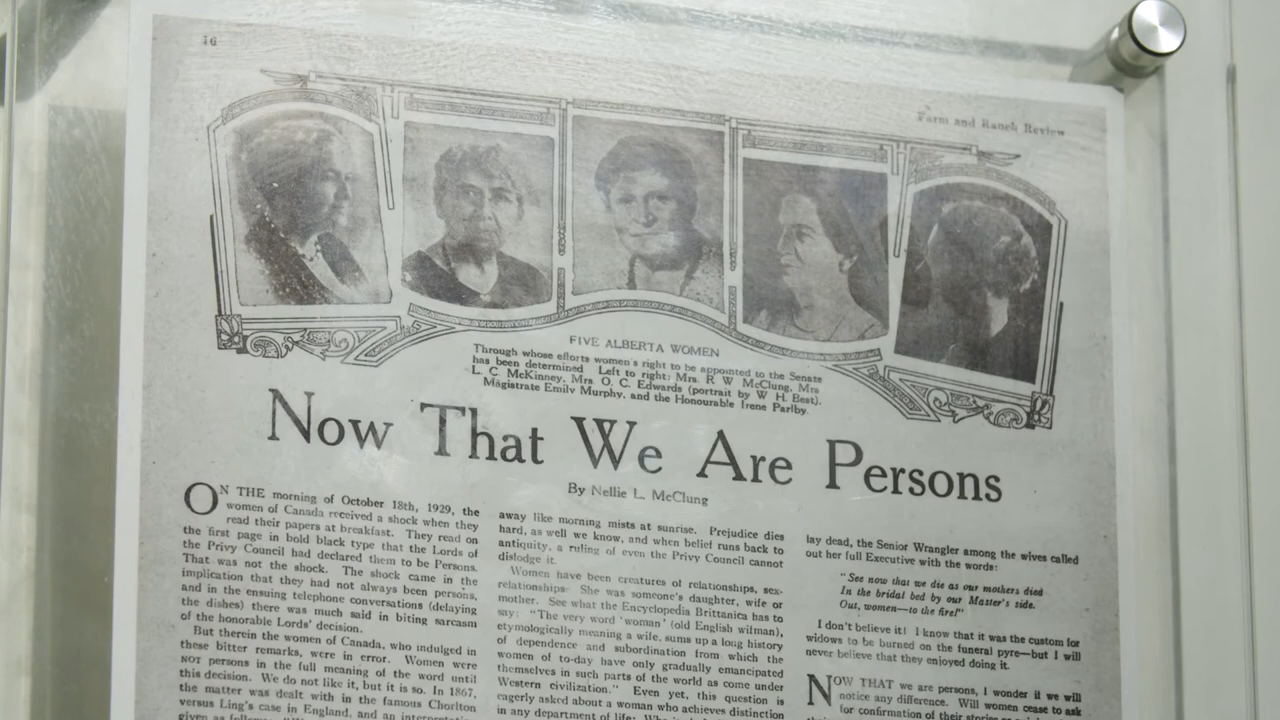 16
Farm and Ranch Review
FIVE ALBERTA WOMEN
Through whose efforts women's right to be appointed to the Senate
has been determined Left to right: Mrs. R W McClung, Mrs
L. C. McKinney, Mrs. O. C. Edwards (portrait by W. H. Best),
Magistrate Emily Murphy, and the Honourable Irene Parlby.
Now That We Are Persons
By Nellie L. McClung
ON THE morning of October 18th, 1929, the
women of Canada received a shock when they
read their papers at breakfast. They read on
the first page in bold black type that the Lords of
the Privy Council had declared them to be Persons.
That was not the shock. The shock came in the
implication that they had not always been persons,
and in the ensuing telephone conversations (delaying
the dishes) there was much said in biting sarcasm
of the honorable Lords' decision.
But therein the women of Canada, who indulged in
these bitter remarks, were in error. Women were
NOT persons in the full meaning of the word until
this decision. We do not like it, but it is so. In 1867,
the matter was dealt with in the famous Chorlton
versus Ling's case in England, and an
given as
away like morning mists at sunrise. Prejudice dies
hard, as well we know, and when belief runs back to
antiquity, a ruling of even the Privy Council cannot
dislodge it.
Women have been creatures of relationships, sex-
relationships. She was someone's daughter, wife or
mother. See what the Encyclopedia Brittanica has to
say: "The very word 'woman' (old English wifman),
etymologically meaning a wife, sums up a long history
of dependence and subordination from which the
women of to-day have only gradually emancipated
themselves in such parts of the world as come under
Western civilization." Even yet, this question is
eagerly asked about a woman who achieves distinction
in any department of life:
lay dead, the Senior Wrangler among the wives called
out her full Executive with the words:
"See now that we die as our mothers died
In the bridal bed by our Master's side.
Out, women—to the fire!"
I don't believe it! I know that it was the custom for
widows to be burned on the funeral pyre—but I will
never believe that they enjoyed doing it.
NOW THAT we are persons, I wonder if we will
notice any difference. Will women cease to ask
for confirmation of their stories